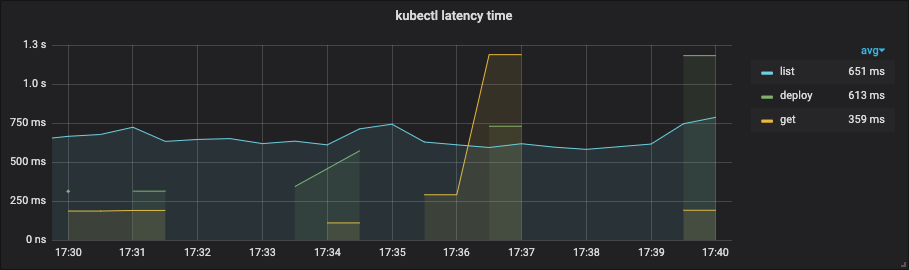 kubectl latency time
1.3 s
1.0 s
750 ms
500 ms
250 ms
0 ns
17:30 17:31 17:32 17:33 17:34 17:35 17:36 17:37 17:38 17:39 17:40
avg
list 651 ms
deploy 613 ms
get 359 ms